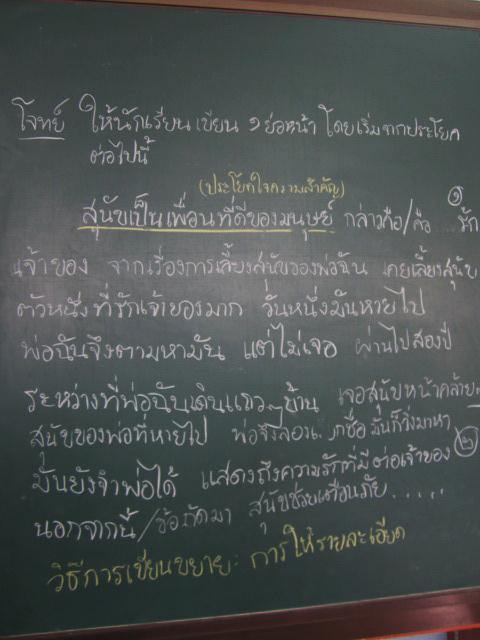 โจทย์ ให้นักเรียนเขียน ๑ ย่อหน้า โดยเริ่มจากประโยค
ต่อไปนี้
(ประโยคใจความสำคัญ)
สุนัขเป็นเพื่อนที่ดีของมนุษย์ กล่าวคือ/คือ ... ๑ รัก
เจ้าของ จากเรื่องการเลี้ยงสุนัขของพ่อฉัน เคยเลี้ยงสุนัข
ตัวหนึ่งที่รักเจ้าของมาก วันหนึ่งมันหายไป
พ่อฉันจึงตามหามัน แต่ไม่เจอ ผ่านไปสองปี
ระหว่างที่พ่อฉันเดินแถวๆบ้าน เจอสุนัขหน้าคล้าย
สุนัขของพ่อที่หายไป พ่อจึงลองเรียกชื่อ มันก็วิ่งมาหา
มันยังจำพ่อได้ แสดงถึงความรักที่มีต่อเจ้าของ ๒
นอกจากนี้/ข้อถัดมา สุนัขช่วยเตือนภัย......
วิธีการเขียนขยาย: การให้รายละเอียด